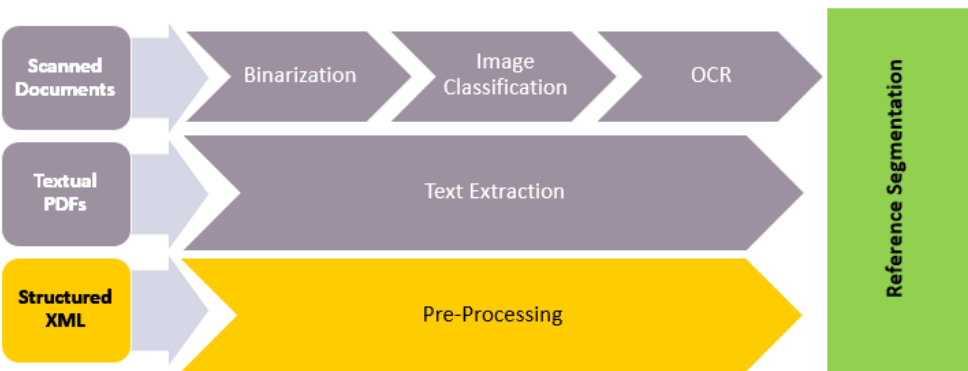 Scanned
Documents
Binarization
Image
Classification
OCR
Textual
PDFs
Text Extraction
Structured
XML
Pre-Processing
Reference Segmentation